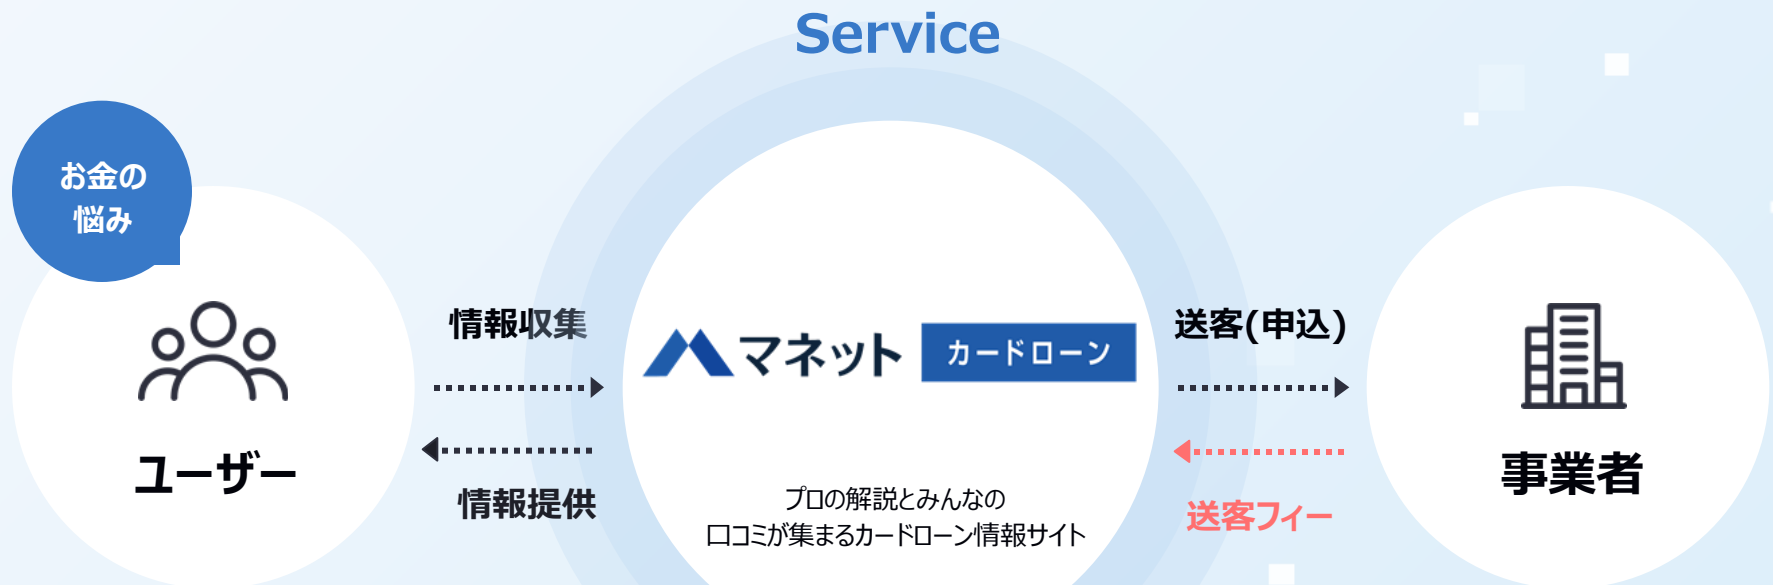 Service
お金の
悩み
ユーザー
情報収集
情報提供
マネット カードローン
プロの解説とみんなの
口コミが集まるカードローン情報サイト
送客(申込)
送客フィー
事業者